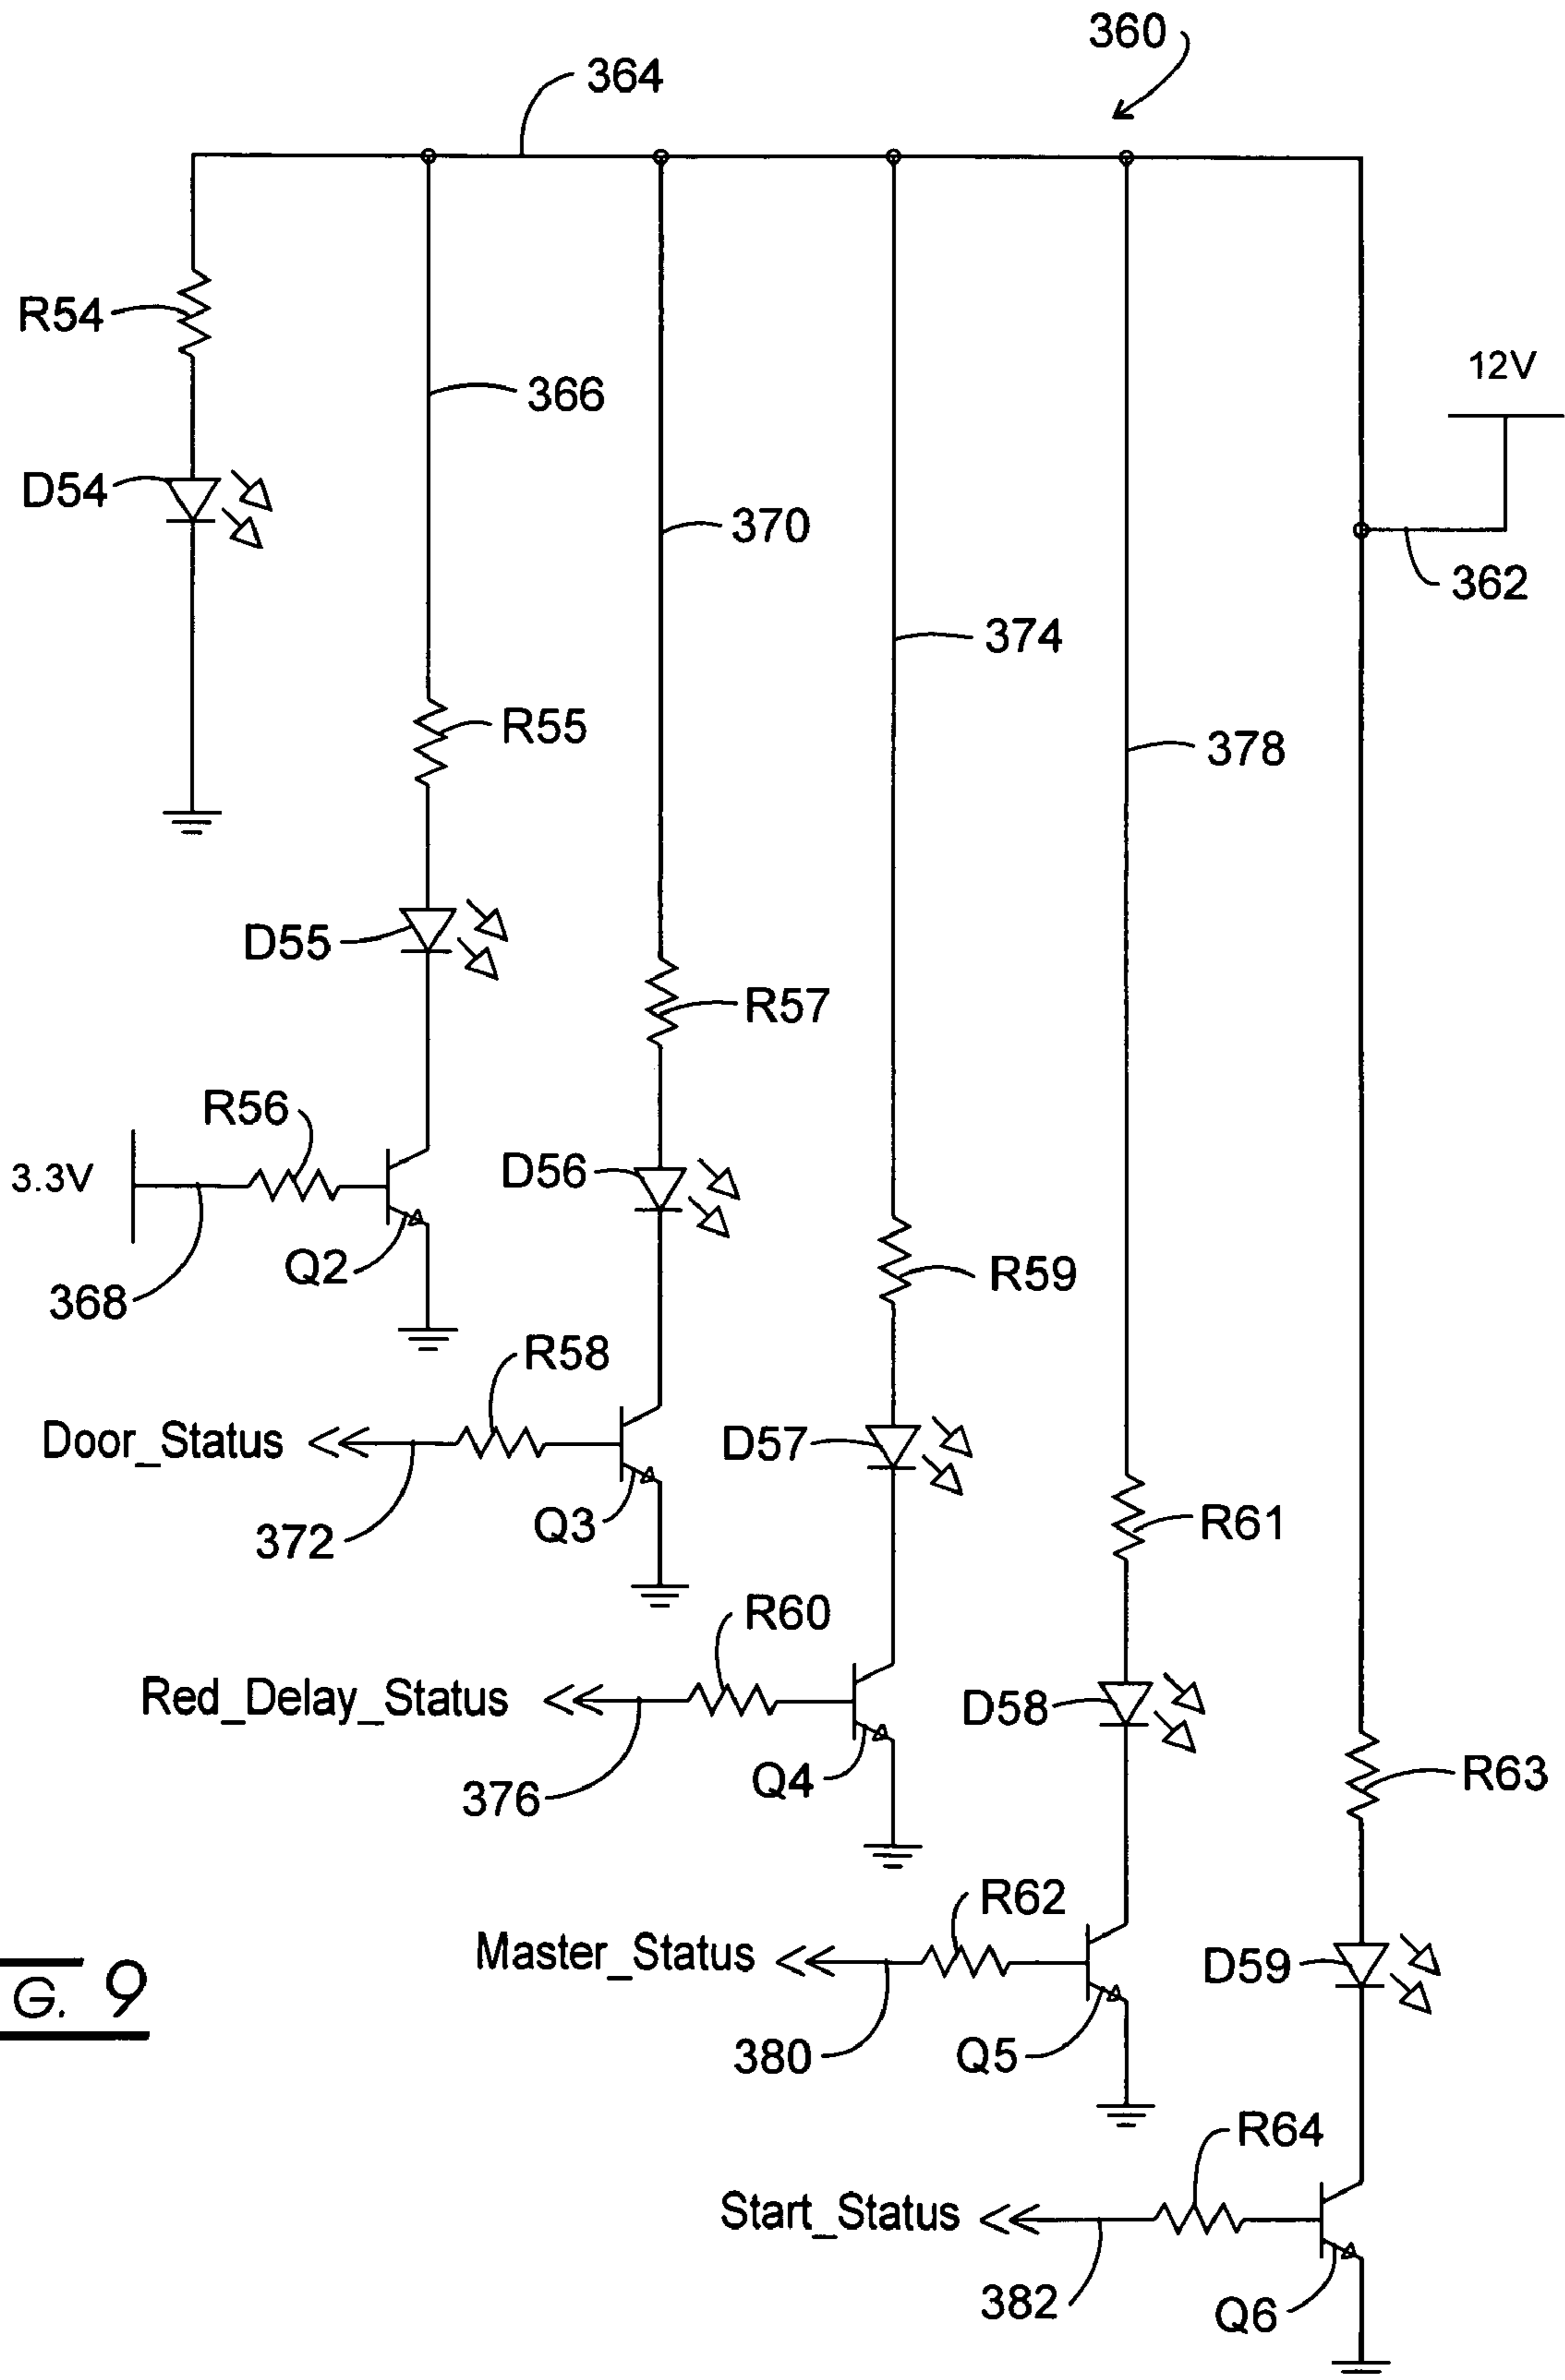 360
364
R54
366
12V
D54
370
362
374
R55
378
D55
R57
R56
3.3V
D56
Q2
R59
368
R58
Door_Status
D57
Q3
R61
372
R60
Red_Delay_Status
D58
Q4
R63
376
R62
Master_Status
D59
G. 9
380
Q5
R64
Start_Status
382
Q6